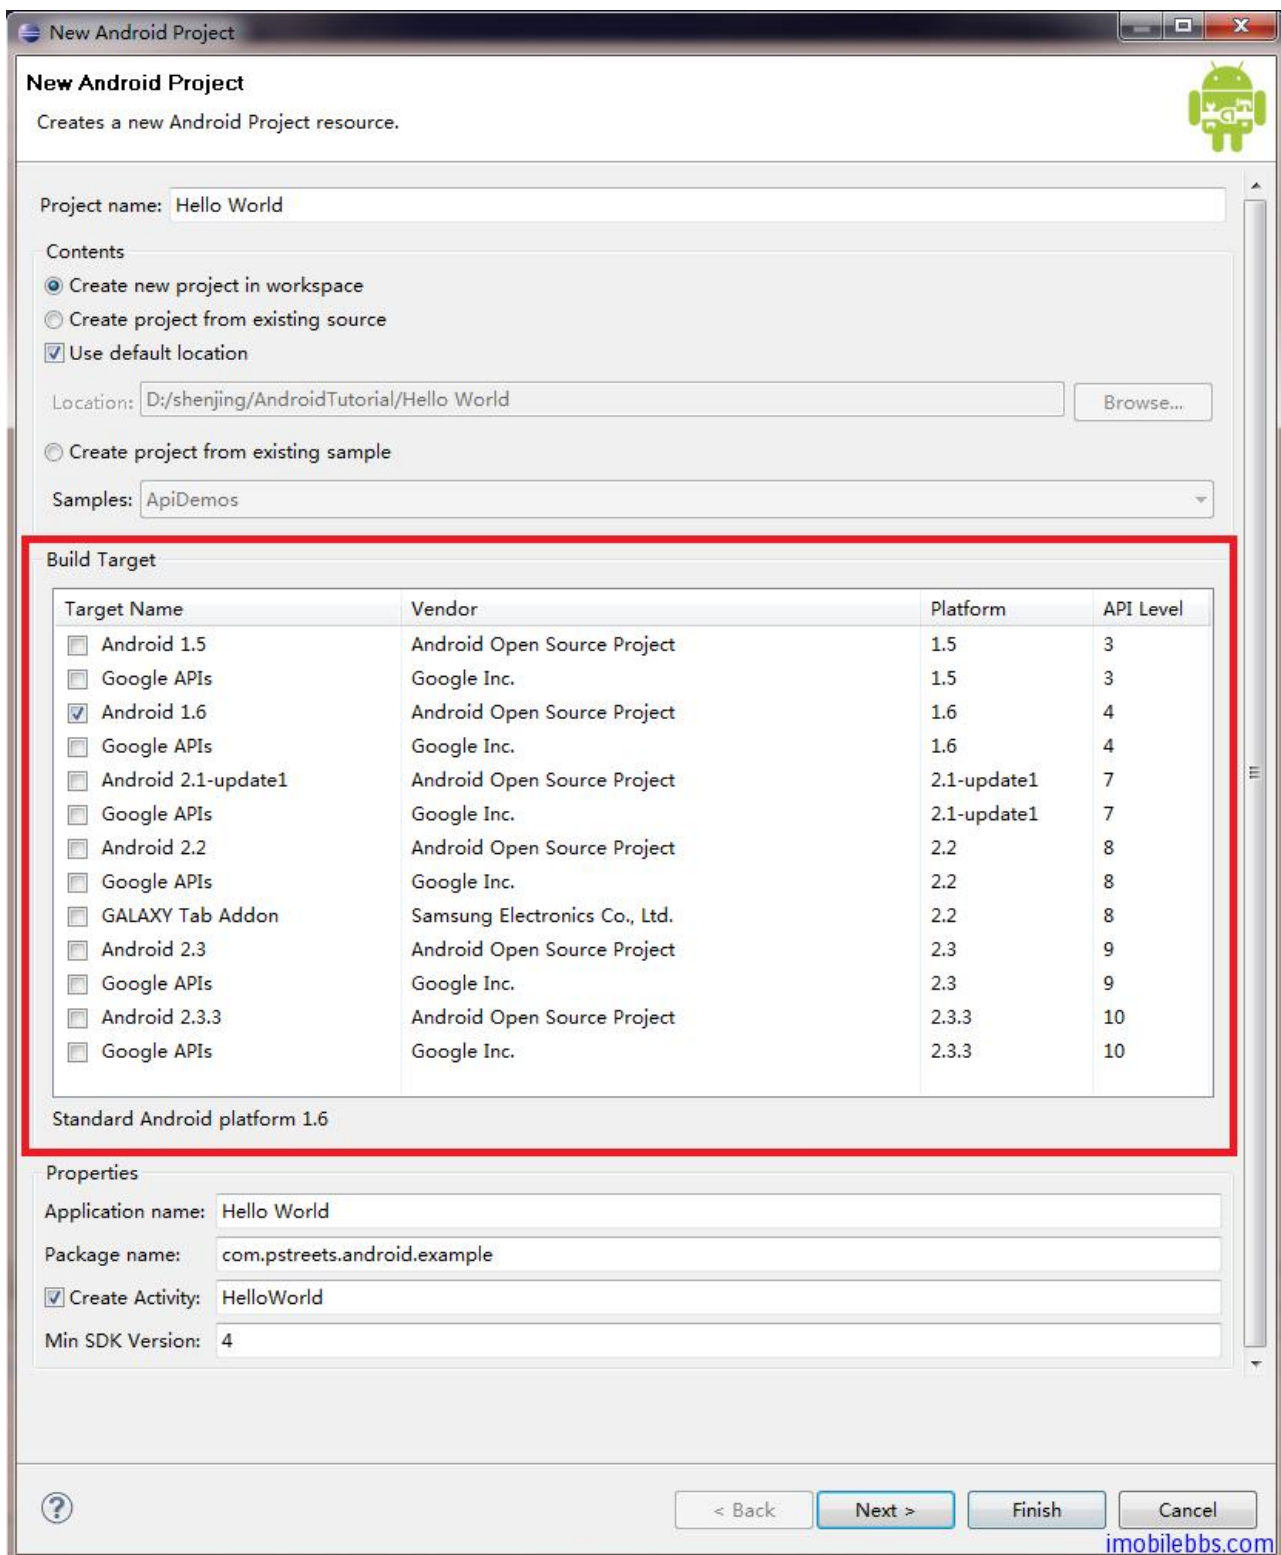 New Android Project
New Android Project
Creates a new Android Project resource.
Project name: Hello World
Contents
Create new project in workspace
Create project from existing source
Use default location
Location: D:/shenjing/AndroidTutorial/Hello World Browse...
Create project from existing sample
Samples: ApiDemos
Build Target
Target Name Vendor Platform API Level
Android 1.5 Android Open Source Project 1.5 3
Google APIs Google Inc. 1.5 3
Android 1.6 Android Open Source Project 1.6 4
Google APIs Google Inc. 1.6 4
Android 2.1-update1 Android Open Source Project 2.1-update1 7
Google APIs Google Inc. 2.1-update1 7
Android 2.2 Android Open Source Project 2.2 8
Google APIs Google Inc. 2.2 8
GALAXY Tab Addon Samsung Electronics Co., Ltd. 2.2 8
Android 2.3 Android Open Source Project 2.3 9
Google APIs Google Inc. 2.3 9
Android 2.3.3 Android Open Source Project 2.3.3 10
Google APIs Google Inc. 2.3.3 10
Standard Android platform 1.6
Properties
Application name: Hello World
Package name: com.pstreets.android.example
Create Activity: HelloWorld
Min SDK Version: 4
? < Back Next > Finish Cancel
imobilebbs.com